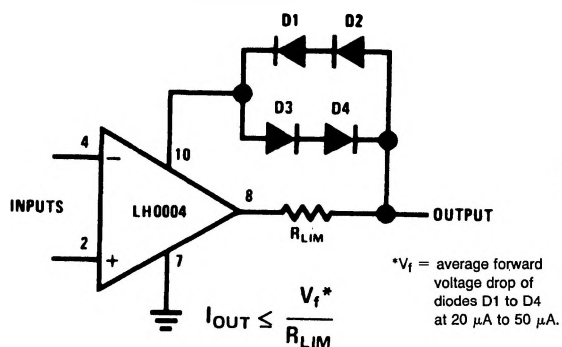 D1 D2
D3 D4
4 − 10
INPUTS LH0004 8
R_LIM OUTPUT
2 + 7
I_OUT ≤ V_f* / R_LIM
*V_f = average forward
voltage drop of
diodes D1 to D4
at 20 μA to 50 μA.